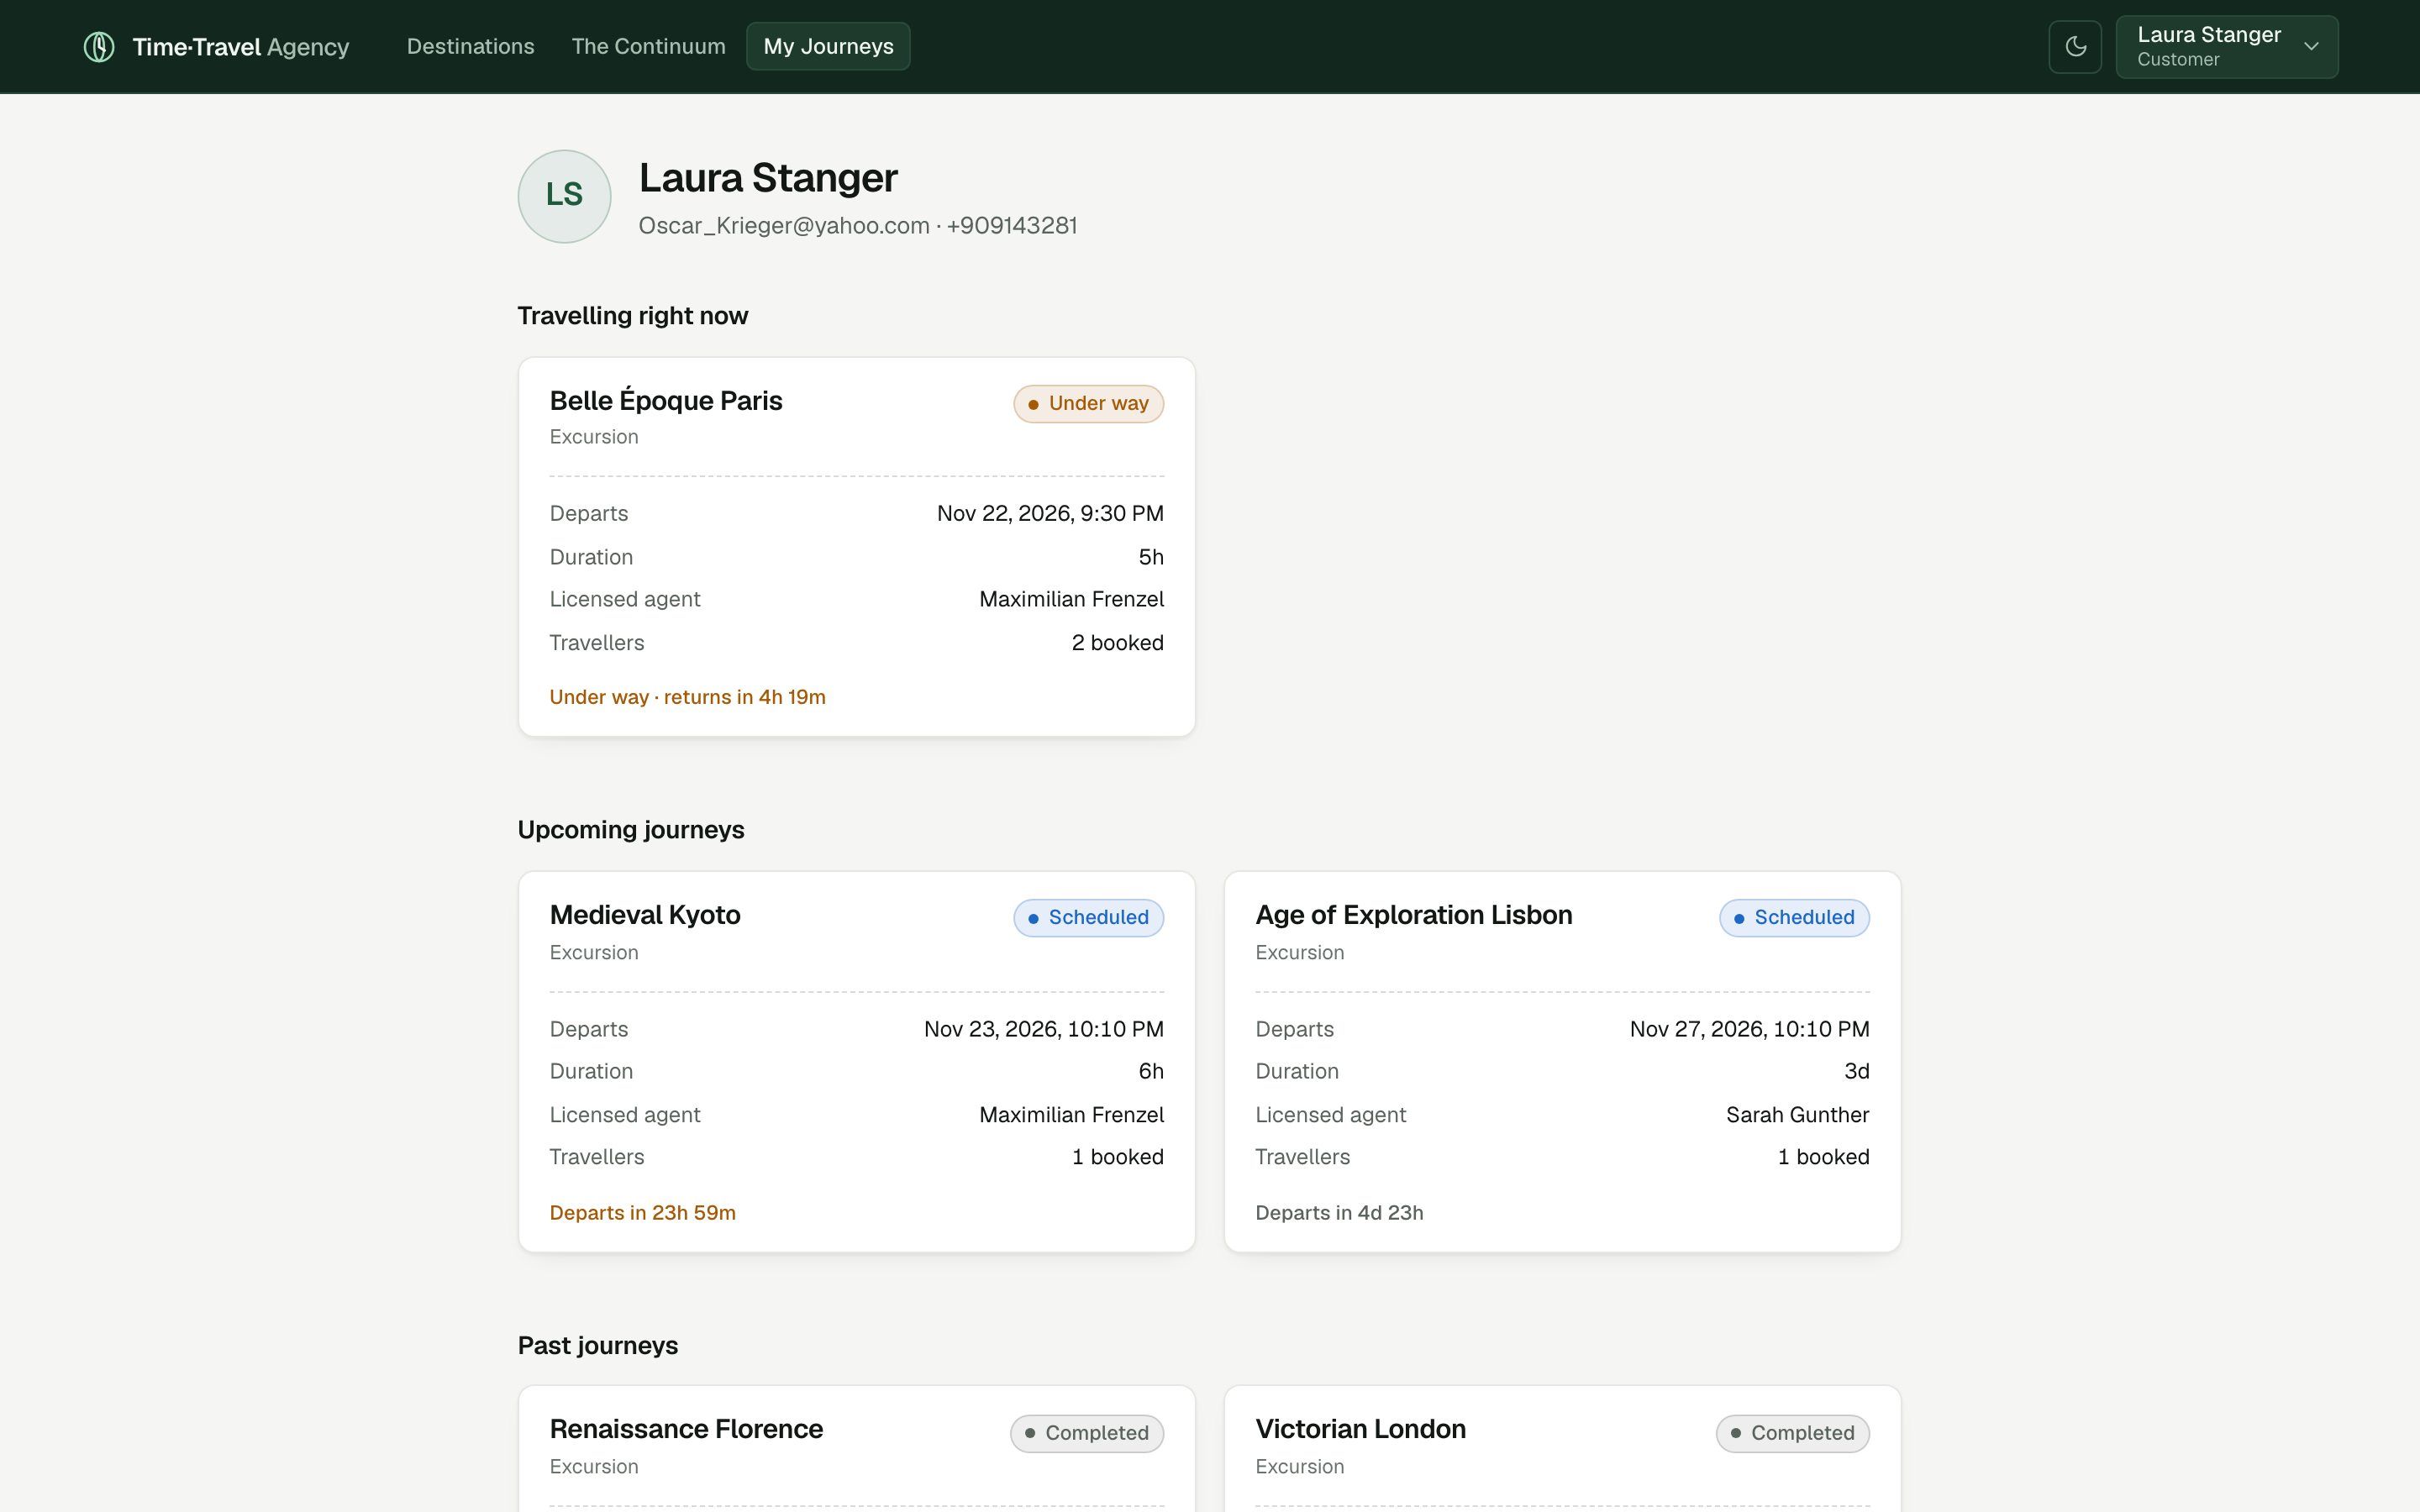 Time·Travel Agency
Destinations
The Continuum
My Journeys
Laura Stanger
Customer
LS
Laura Stanger
Oscar_Krieger@yahoo.com · +909143281
Travelling right now
Belle Époque Paris
Under way
Excursion
Departs Nov 22, 2026, 9:30 PM
Duration 5h
Licensed agent Maximilian Frenzel
Travellers 2 booked
Under way · returns in 4h 19m
Upcoming journeys
Medieval Kyoto
Scheduled
Excursion
Departs Nov 23, 2026, 10:10 PM
Duration 6h
Licensed agent Maximilian Frenzel
Travellers 1 booked
Departs in 23h 59m
Age of Exploration Lisbon
Scheduled
Excursion
Departs Nov 27, 2026, 10:10 PM
Duration 3d
Licensed agent Sarah Gunther
Travellers 1 booked
Departs in 4d 23h
Past journeys
Renaissance Florence
Completed
Excursion
Victorian London
Completed
Excursion